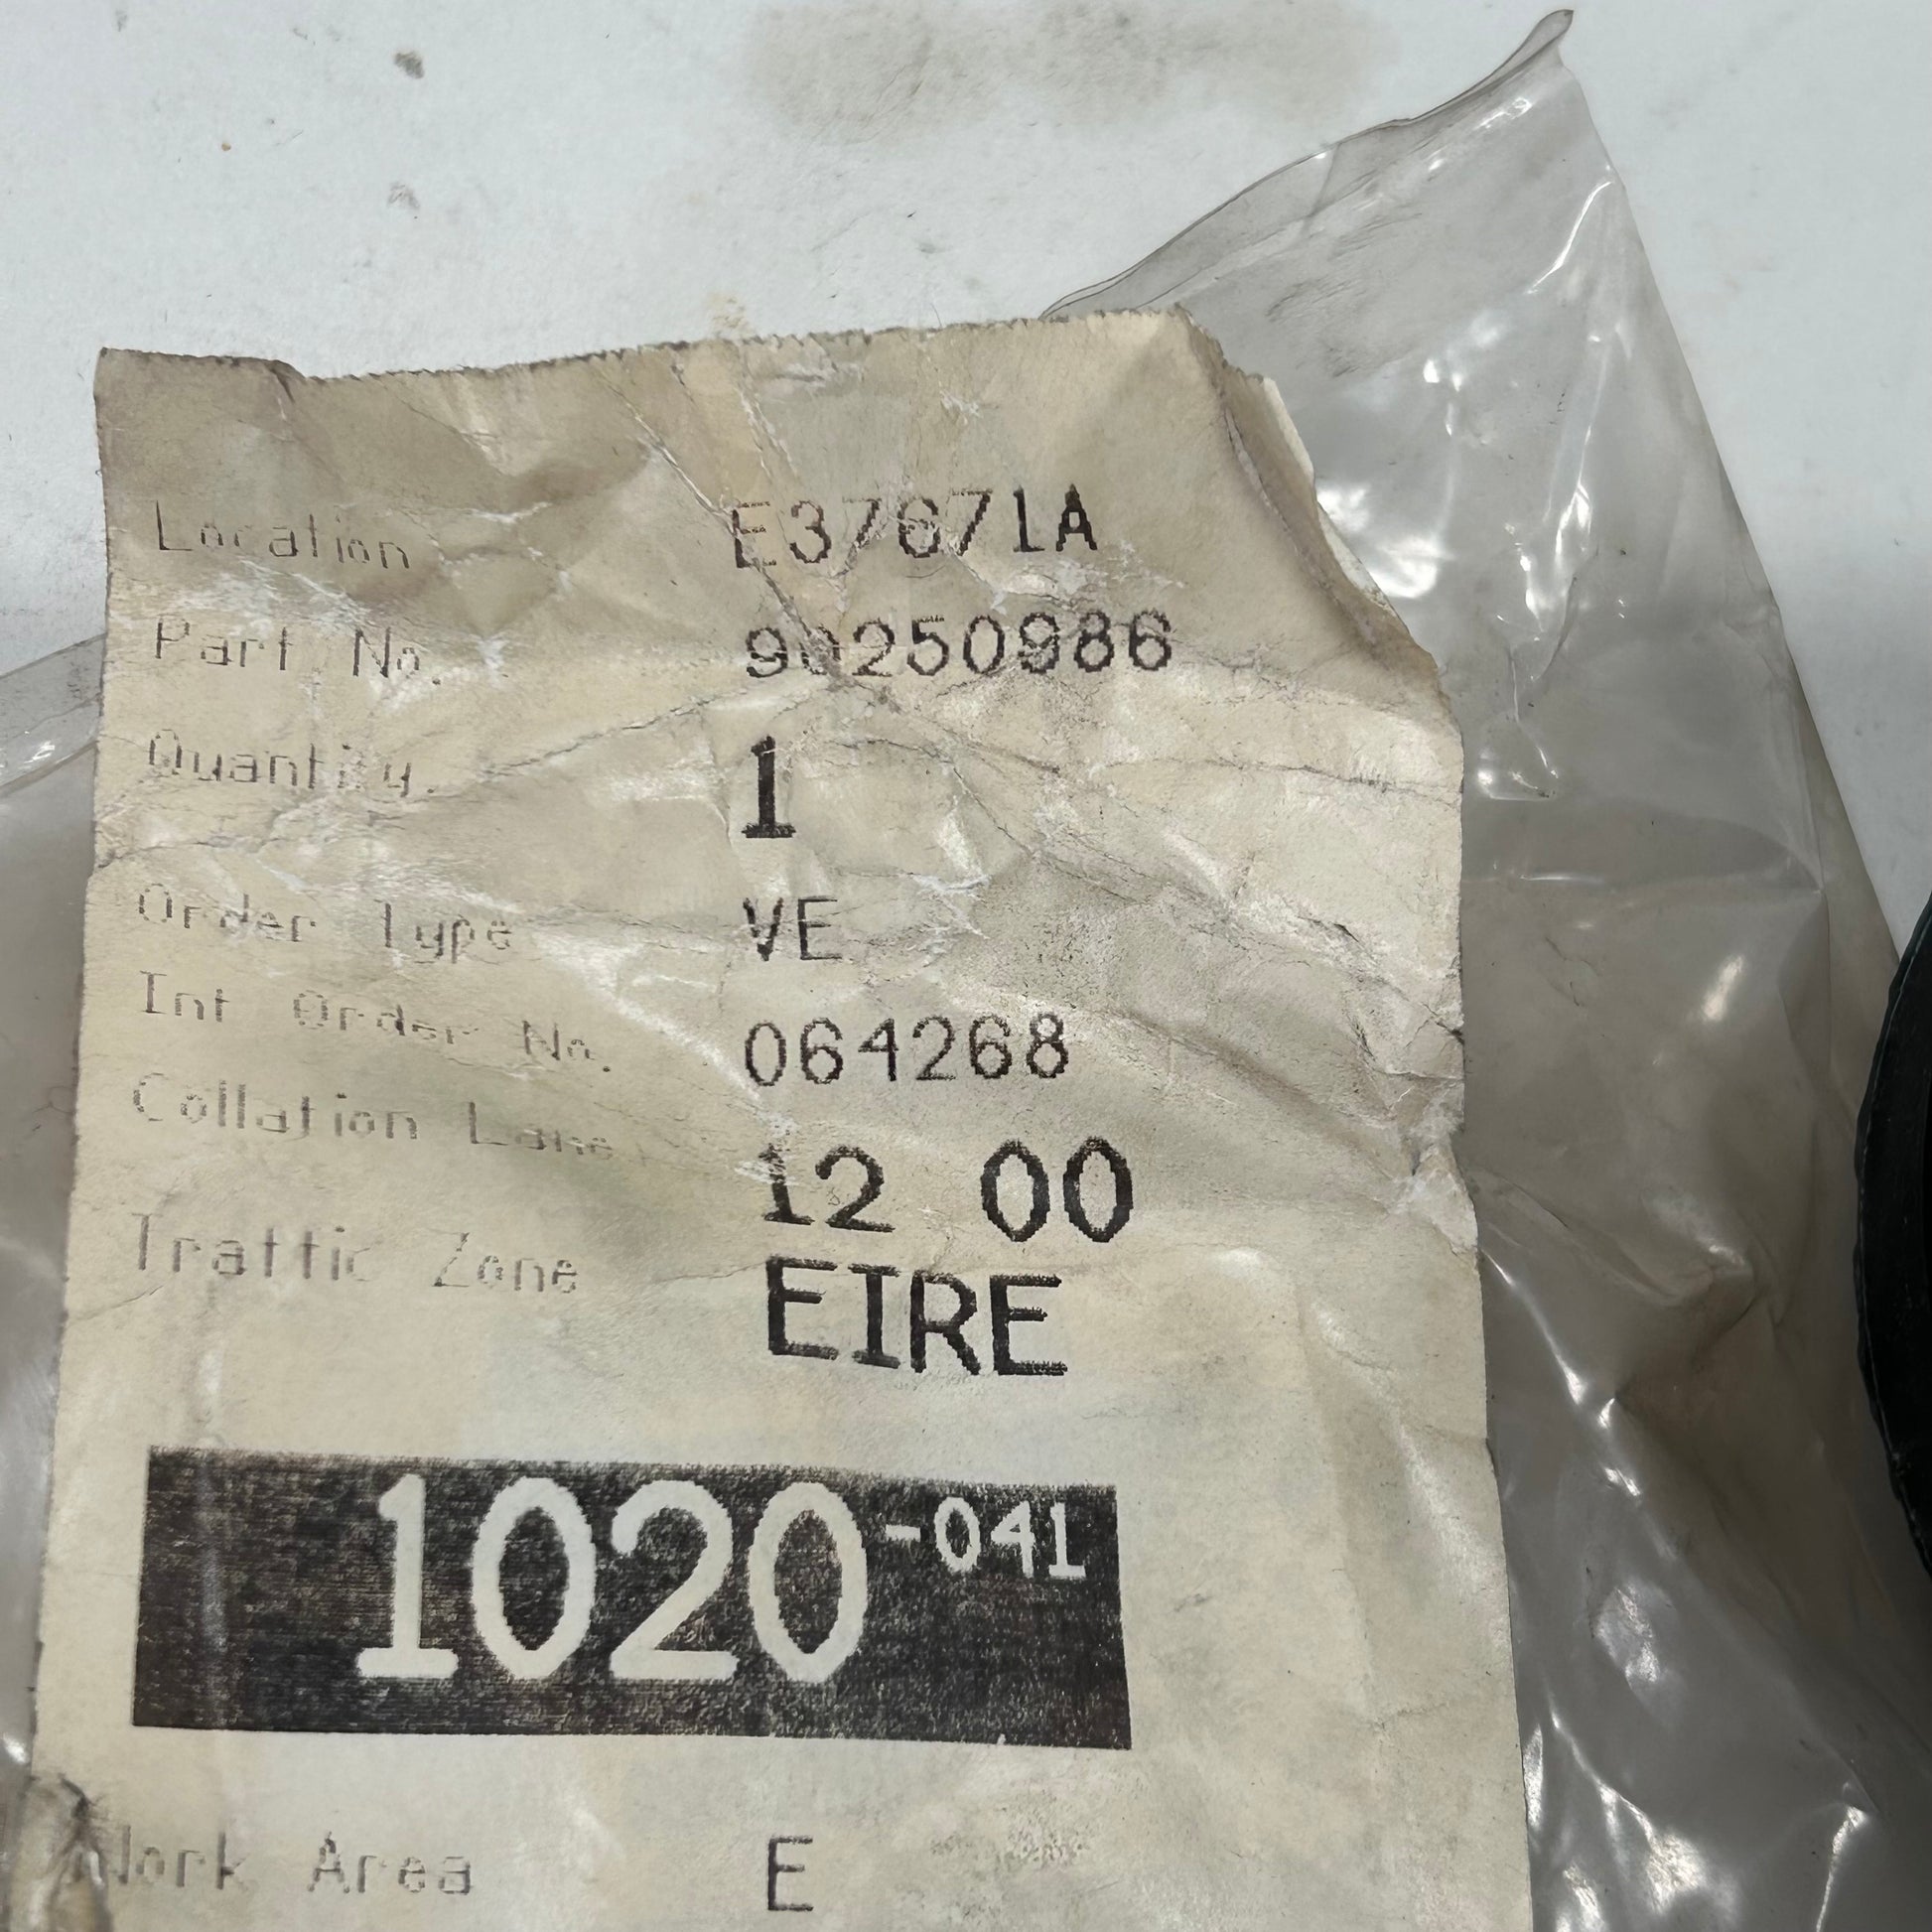 Location E37671A
Part No. 90250986
Quantity. 1
Order Type VE
Int Order No. 064268
Collation Lane 12 00
Traffic Zone EIRE
1020-041
Work Area E